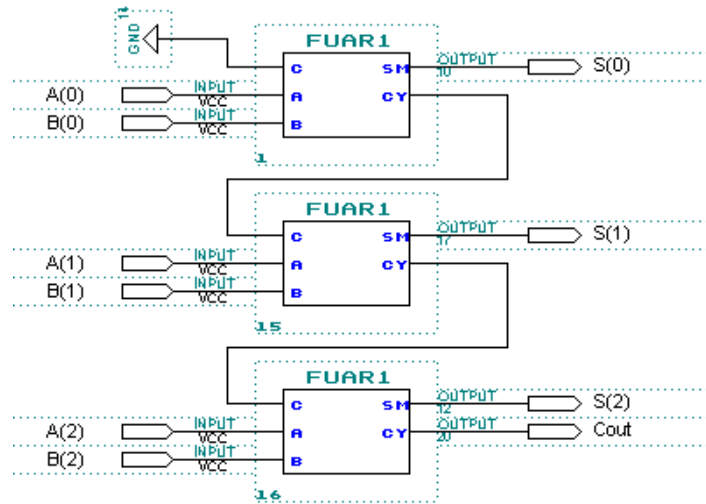 14
GND
FUAR1
C SM OUTPUT 10 S(0)
A(0) INPUT VCC A CY
B(0) INPUT VCC B
1
FUAR1
C SM OUTPUT 17 S(1)
A(1) INPUT VCC A CY
B(1) INPUT VCC B
15
FUAR1
C SM OUTPUT 12 S(2)
A(2) INPUT VCC A CY OUTPUT 20 Cout
B(2) INPUT VCC B
16